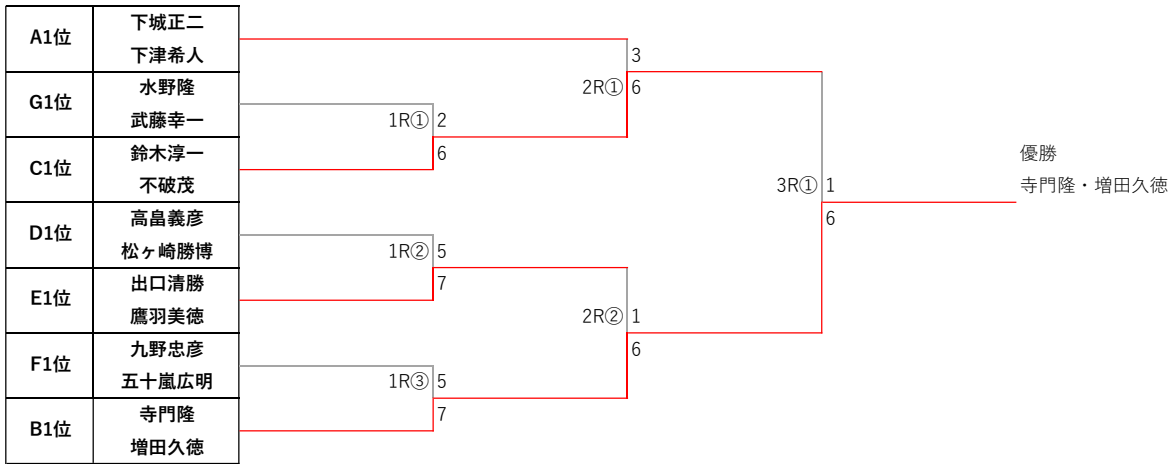 A1位
下城正二
下津希人
G1位
水野隆
武藤幸一
C1位
鈴木淳一
不破茂
D1位
高畠義彦
松ヶ崎勝博
E1位
出口清勝
鷹羽美徳
F1位
九野忠彦
五十嵐広明
B1位
寺門隆
増田久徳
1R① 2
6
1R② 5
7
1R③ 5
7
3
2R① 6
2R② 1
6
3R① 1
6
優勝
寺門隆・増田久徳